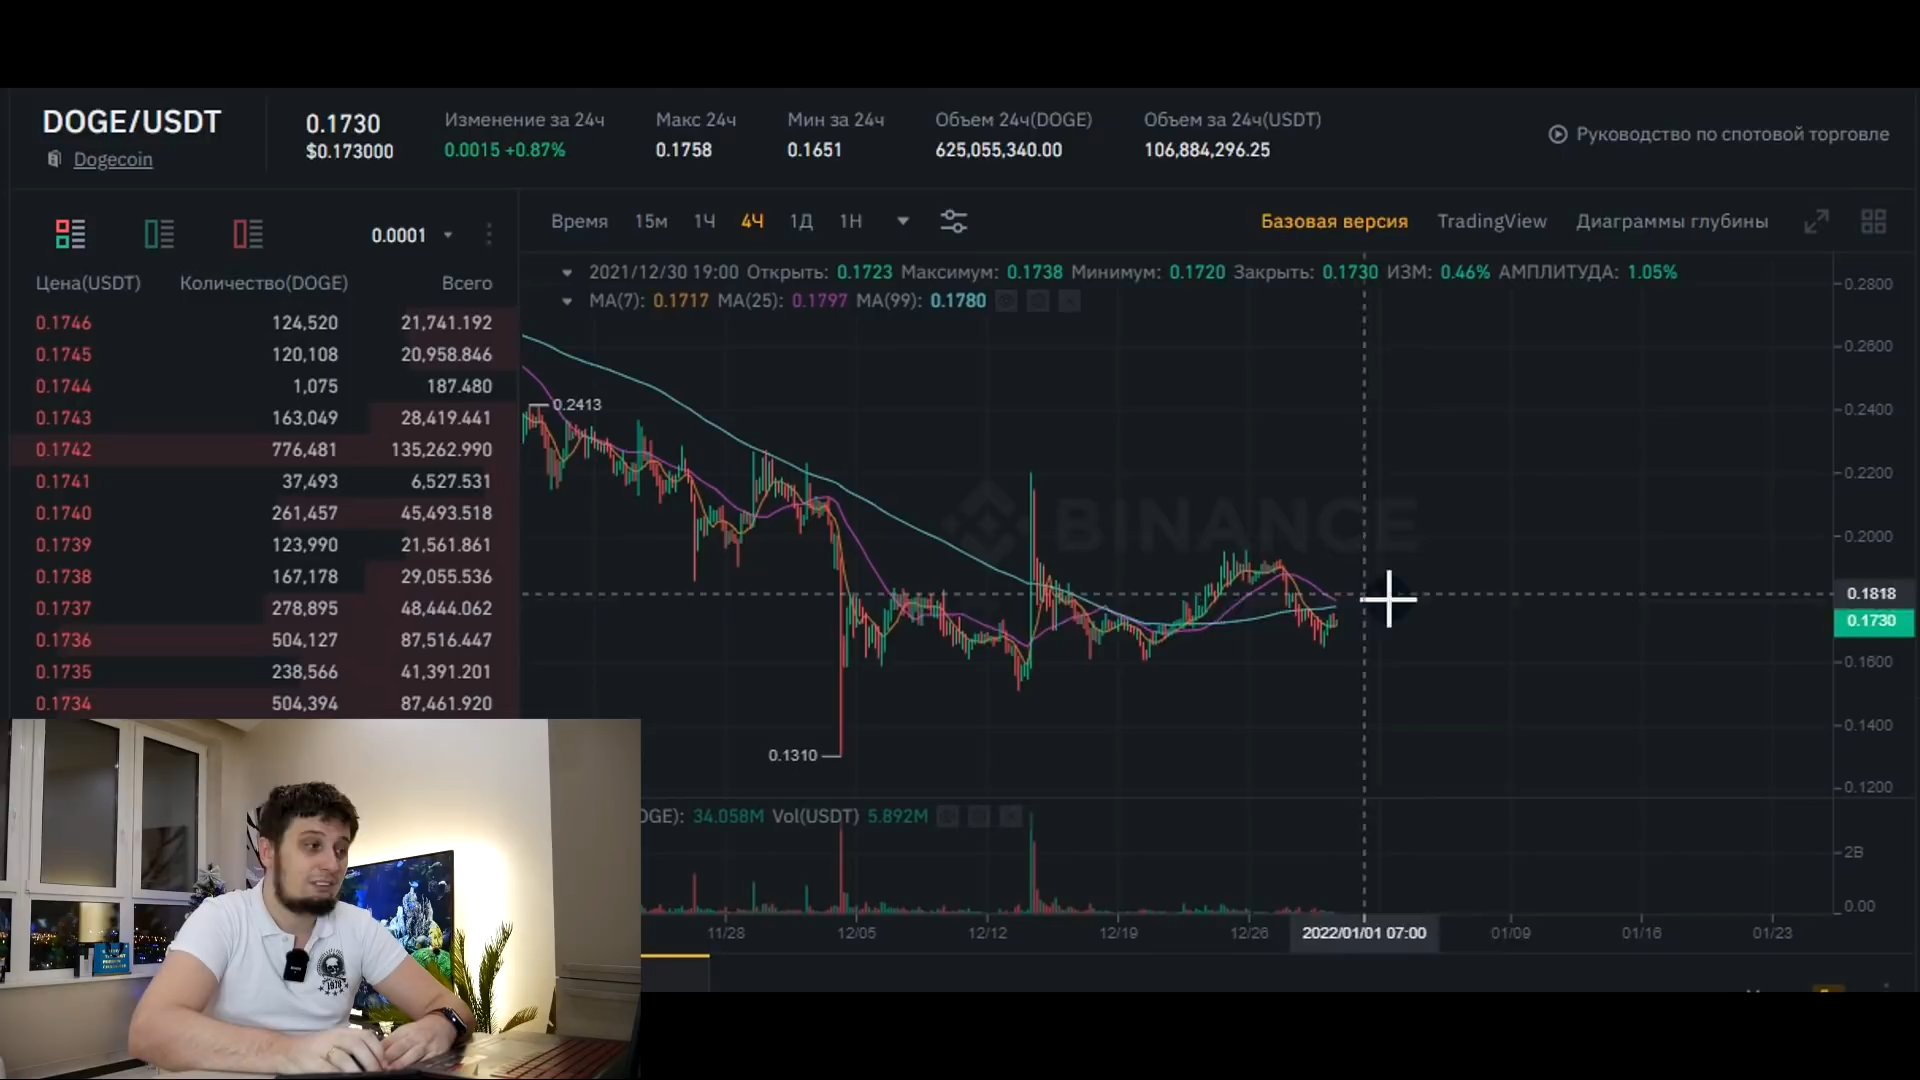 DOGE/USDT
Dogecoin
0.1730
$0.173000
Изменение за 24ч
0.0015 +0.87%
Макс 24ч
0.1758
Мин за 24ч
0.1651
Объем 24ч(DOGE)
625,055,340.00
Объем за 24ч(USDT)
106,884,296.25
Руководство по спотовой торговле
0.0001
Цена(USDT) Количество(DOGE) Всего
0.1746 124,520 21,741.192
0.1745 120,108 20,958.846
0.1744 1,075 187.480
0.1743 163,049 28,419.441
0.1742 776,481 135,262.990
0.1741 37,493 6,527.531
0.1740 261,457 45,493.518
0.1739 123,990 21,561.861
0.1738 167,178 29,055.536
0.1737 278,895 48,444.062
0.1736 504,127 87,516.447
0.1735 238,566 41,391.201
0.1734 504,394 87,461.920
Время 15м 1Ч 4Ч 1Д 1Н
Базовая версия TradingView Диаграммы глубины
2021/12/30 19:00 Открыть: 0.1723 Максимум: 0.1738 Минимум: 0.1720 Закрыть: 0.1730 ИЗМ: 0.46% АМПЛИТУДА: 1.05%
MA(7): 0.1717 MA(25): 0.1797 MA(99): 0.1780
0.2413
BINANCE
0.1310
0.2800
0.2600
0.2400
0.2200
0.2000
0.1818
0.1730
0.1600
0.1400
0.1200
OGE): 34.058M Vol(USDT) 5.892M
2B
0.00
11/28 12/05 12/12 12/19 12/26 2022/01/01 07:00 01/09 01/16 01/23
1978